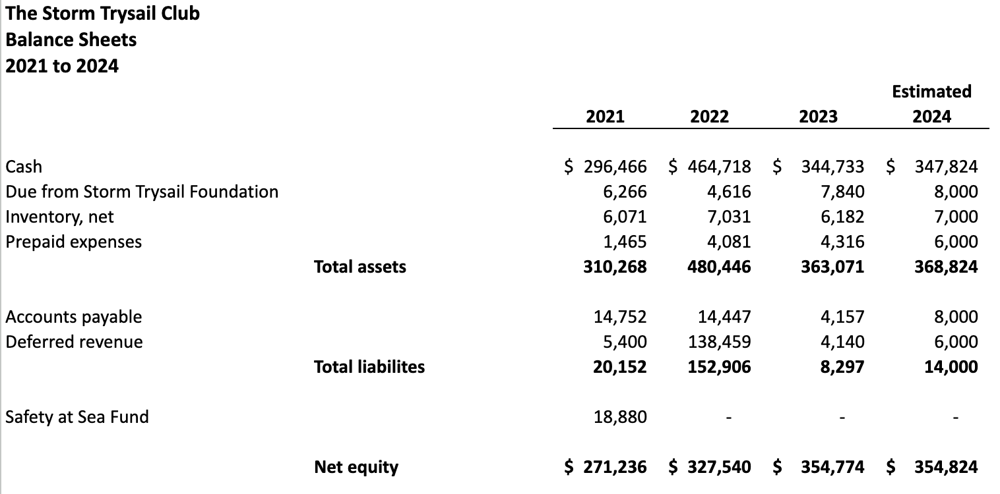 The Storm Trysail Club
Balance Sheets
2021 to 2024
Estimated
2021 2022 2023 2024
Cash $ 296,466 $ 464,718 $ 344,733 $ 347,824
Due from Storm Trysail Foundation 6,266 4,616 7,840 8,000
Inventory, net 6,071 7,031 6,182 7,000
Prepaid expenses 1,465 4,081 4,316 6,000
Total assets 310,268 480,446 363,071 368,824
Accounts payable 14,752 14,447 4,157 8,000
Deferred revenue 5,400 138,459 4,140 6,000
Total liabilites 20,152 152,906 8,297 14,000
Safety at Sea Fund 18,880 - - -
Net equity $ 271,236 $ 327,540 $ 354,774 $ 354,824